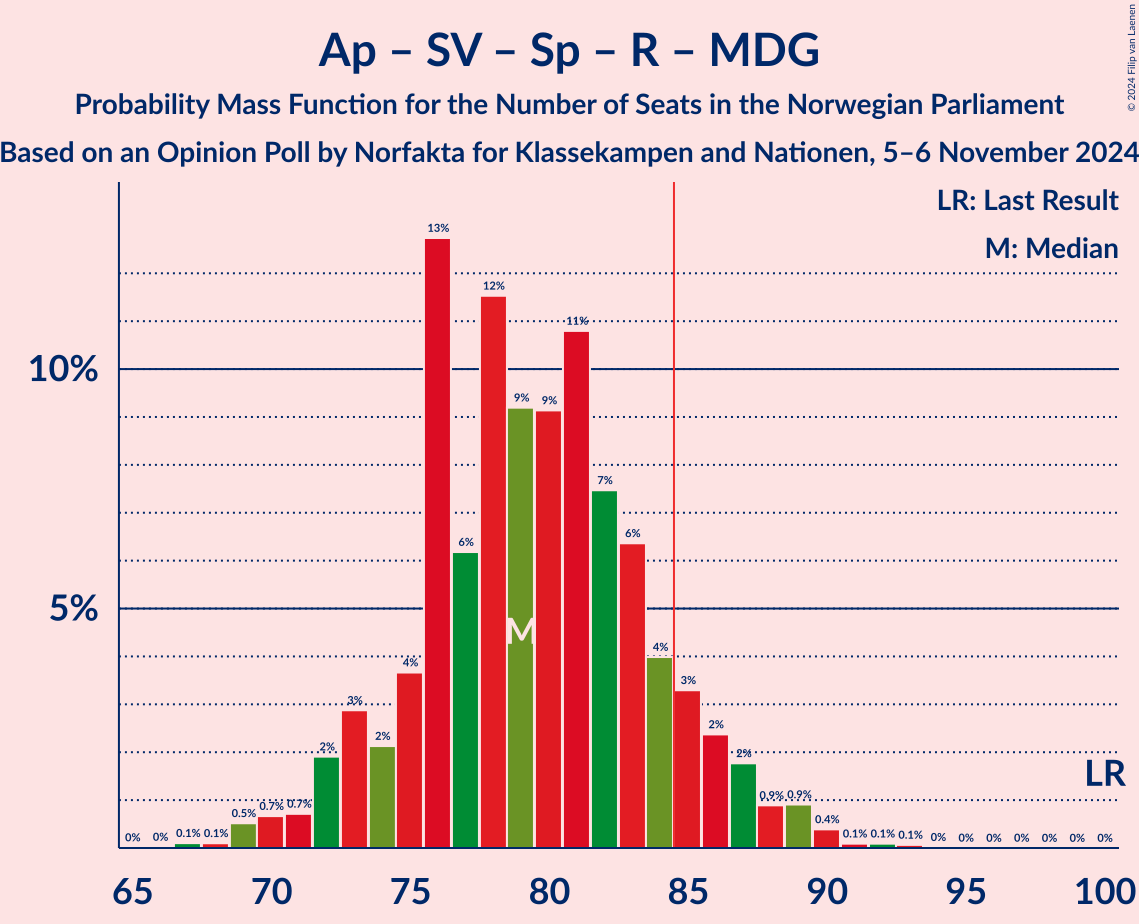 Ap – SV – Sp – R – MDG
Probability Mass Function for the Number of Seats in the Norwegian Parliament
Based on an Opinion Poll by Norfakta for Klassekampen and Nationen, 5–6 November 2024
© 2024 Filip van Laenen
LR: Last Result
M: Median
10%
5%
0% 0% 0.1% 0.1% 0.5% 0.7% 0.7% 2% 3% 2% 4% 13% 6% 12% 9% 9% 11% 7% 6% 4% 3% 2% 2% 0.9% 0.9% 0.4% 0.1% 0.1% 0.1% 0% 0% 0% 0% 0% 0% 0%
M
LR
65 70 75 80 85 90 95 100